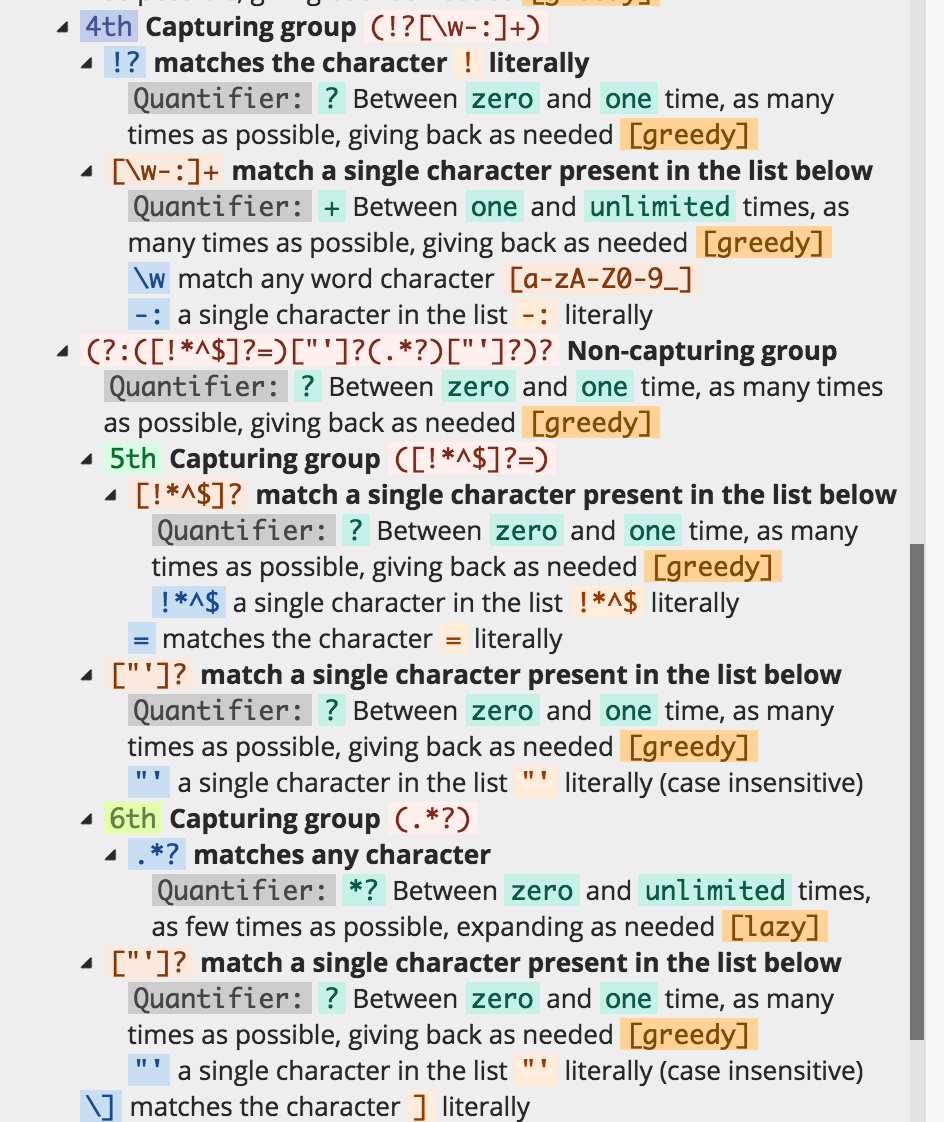 4th Capturing group (!?[\w-:]+)
!? matches the character ! literally
Quantifier: ? Between zero and one time, as many
times as possible, giving back as needed [greedy]
[\w-:]+ match a single character present in the list below
Quantifier: + Between one and unlimited times, as
many times as possible, giving back as needed [greedy]
\w match any word character [a-zA-Z0-9_]
-: a single character in the list -: literally
(?:([!*^$]?=)["']?(.*?)["']?)? Non-capturing group
Quantifier: ? Between zero and one time, as many times
as possible, giving back as needed [greedy]
5th Capturing group ([!*^$]?=)
[!*^$]? match a single character present in the list below
Quantifier: ? Between zero and one time, as many
times as possible, giving back as needed [greedy]
!*^$ a single character in the list !*^$ literally
= matches the character = literally
["']? match a single character present in the list below
Quantifier: ? Between zero and one time, as many
times as possible, giving back as needed [greedy]
"' a single character in the list "' literally (case insensitive)
6th Capturing group (.*?)
.*? matches any character
Quantifier: *? Between zero and unlimited times,
as few times as possible, expanding as needed [lazy]
["']? match a single character present in the list below
Quantifier: ? Between zero and one time, as many
times as possible, giving back as needed [greedy]
"' a single character in the list "' literally (case insensitive)
\] matches the character ] literally